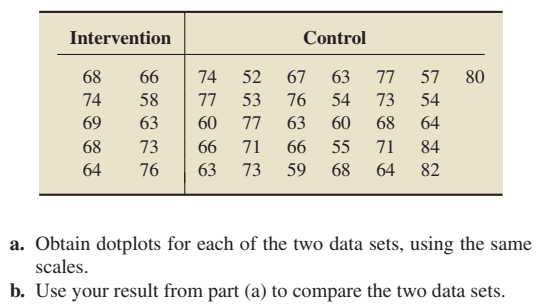 Intervention Control
68 66 74 52 67 63 77 57 80
74 58 77 53 76 54 73 54
69 63 60 77 63 60 68 64
68 73 66 71 66 55 71 84
64 76 63 73 59 68 64 82
a. Obtain dotplots for each of the two data sets, using the same
scales.
b. Use your result from part (a) to compare the two data sets.